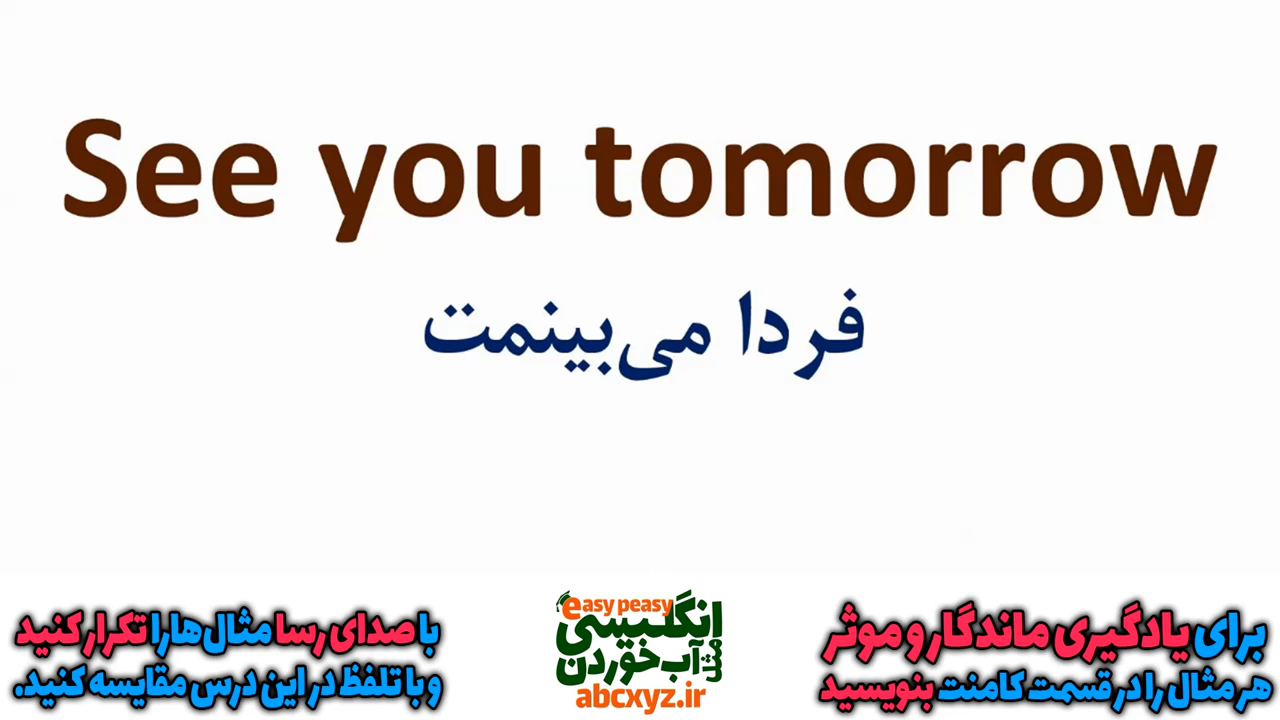 See you tomorrow
فردا می‌بینمت
برای یادگیری ماندگار و موثر
هر مثال را در قسمت کامنت بنویسید
easy peasy
انگلیسی
مثل آب خوردن
abcxyz.ir
با صدای رسا مثال‌ها را تکرار کنید
و با تلفظ در این درس مقایسه کنید.